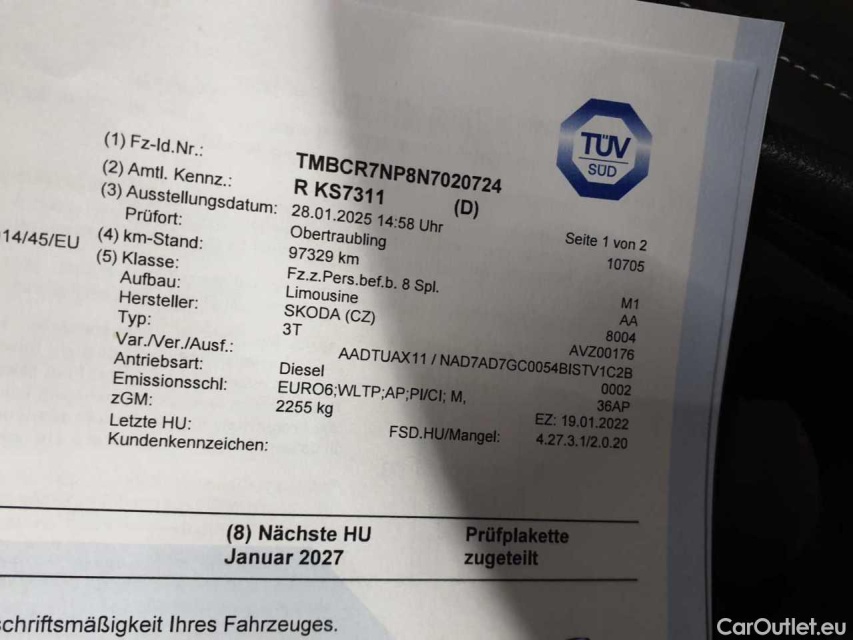 TÜV
SÜD
(1) Fz-Id.Nr.: TMBCR7NP8N7020724
(2) Amtl. Kennz.: R KS7311 (D)
(3) Ausstellungsdatum: 28.01.2025 14:58 Uhr Seite 1 von 2
Prüfort: Obertraubling 10705
14/45/EU (4) km-Stand: 97329 km
(5) Klasse: Fz.z.Pers.bef.b. 8 Spl. M1
Aufbau: Limousine AA
Hersteller: SKODA (CZ) 8004
Typ: 3T AVZ00176
Var./Ver./Ausf.: AADTUAX11 / NAD7AD7GC0054BISTV1C2B
Antriebsart: Diesel 0002
Emissionsschl: EURO6;WLTP;AP;PI/CI; M, 36AP
zGM: 2255 kg EZ: 19.01.2022
Letzte HU: FSD.HU/Mangel: 4.27.3.1/2.0.20
Kundenkennzeichen:
(8) Nächste HU Prüfplakette
Januar 2027 zugeteilt
schriftsmäßigkeit Ihres Fahrzeuges.
CarOutlet.eu